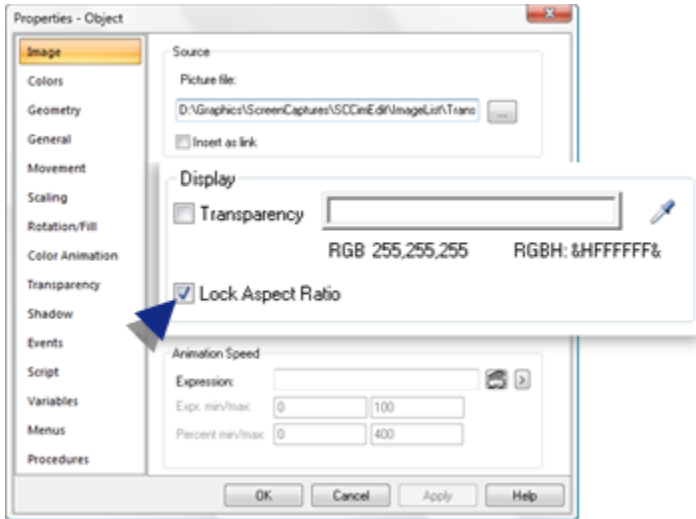 Properties - Object
Image
Colors
Geometry
General
Movement
Scaling
Rotation/Fill
Color Animation
Transparency
Shadow
Events
Script
Variables
Menus
Procedures
Source
Picture file:
D:\Graphics\ScreenCaptures\SCCimEdit\ImageList\Trans
...
Insert as link
Display
Transparency
RGB 255,255,255 RGBH: &HFFFFFF&
Lock Aspect Ratio
Animation Speed
Expression:
>
Expr. min/max: 0 100
Percent min/max: 0 400
OK Cancel Apply Help